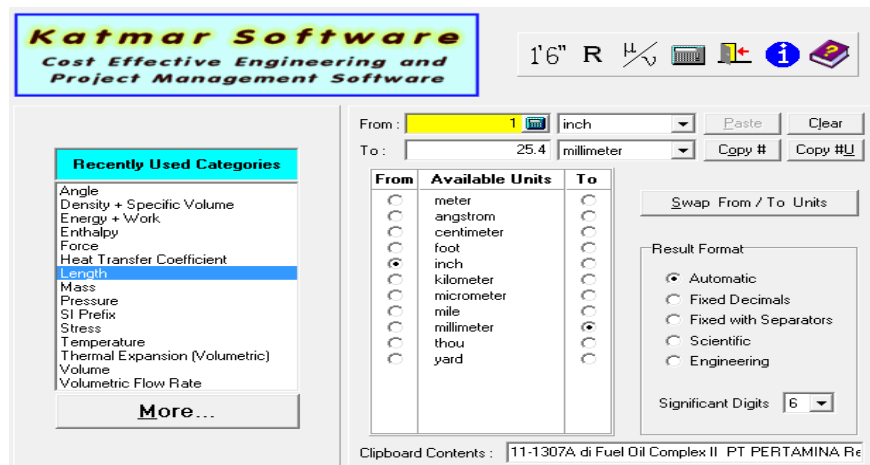 Katmar Software
Cost Effective Engineering and
Project Management Software
1'6" R μ/
From : 1 inch Paste Clear
To : 25.4 millimeter Copy # Copy #U
Recently Used Categories
Angle
Density + Specific Volume
Energy + Work
Enthalpy
Force
Heat Transfer Coefficient
Length
Mass
Pressure
SI Prefix
Stress
Temperature
Thermal Expansion (Volumetric)
Volume
Volumetric Flow Rate
More...
From Available Units To
meter
angstrom
centimeter
foot
inch
kilometer
micrometer
mile
millimeter
thou
yard
Swap From / To Units
Result Format
Automatic
Fixed Decimals
Fixed with Separators
Scientific
Engineering
Significant Digits 6
Clipboard Contents : 11-1307A di Fuel Oil Complex II PT PERTAMINA Re